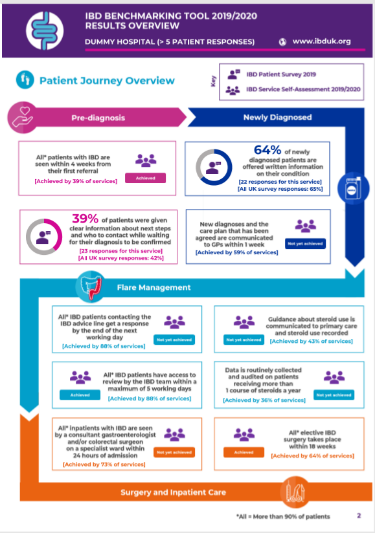 IBD BENCHMARKING TOOL 2019/2020
RESULTS OVERVIEW
DUMMY HOSPITAL (> 5 PATIENT RESPONSES)
www.ibduk.org
Patient Journey Overview
Key
IBD Patient Survey 2019
IBD Service Self-Assessment 2019/2020
Pre-diagnosis
Newly Diagnosed
All* patients with IBD are
seen within 4 weeks from
their first referral
[Achieved by 39% of services]
Achieved
64% of newly
diagnosed patients are
offered written information
on their condition
[22 responses for this service]
[All UK survey responses: 65%]
39% of patients were given
clear information about next steps
and who to contact while waiting
for their diagnosis to be confirmed
[23 responses for this service]
[All UK survey responses: 42%]
New diagnoses and the
care plan that has been
agreed are communicated
to GPs within 1 week
[Achieved by 59% of services]
Not yet achieved
Flare Management
All* IBD patients contacting the
IBD advice line get a response
by the end of the next
working day
[Achieved by 68% of services]
Not yet achieved
Guidance about steroid use is
communicated to primary care
and steroid use recorded
[Achieved by 42% of services]
Not yet achieved
All* IBD patients have access to
review by the IBD team within a
maximum of 5 working days
[Achieved by 88% of services]
Achieved
Data is routinely collected
and audited on patients
receiving more than
1 course of steroids a year
[Achieved by 36% of services]
Not yet achieved
All* inpatients with IBD are seen
by a consultant gastroenterologist
and/or colorectal surgeon
on a specialist ward within
24 hours of admission
[Achieved by 73% of services]
Not yet achieved
All* elective IBD
surgery takes place
within 18 weeks
[Achieved by 64% of services]
Achieved
Surgery and Inpatient Care
*All = More than 90% of patients
2